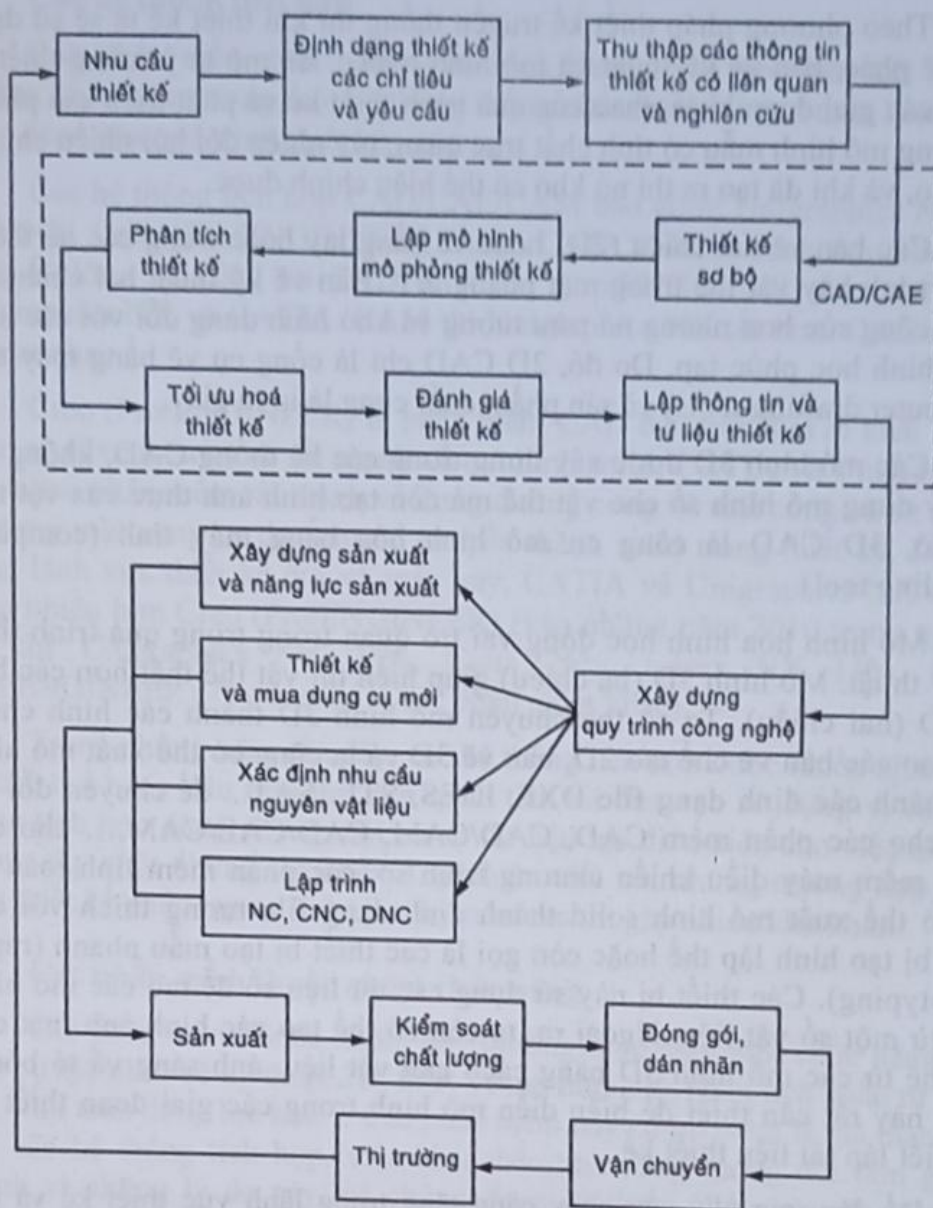 Nhu cầu
thiết kế
Định dạng thiết kế
các chỉ tiêu
và yêu cầu
Thu thập các thông tin
thiết kế có liên quan
và nghiên cứu
Phân tích
thiết kế
Lập mô hình
mô phỏng thiết kế
Thiết kế
sơ bộ
CAD/CAE
Tối ưu hoá
thiết kế
Đánh giá
thiết kế
Lập thông tin và
tư liệu thiết kế
Xây dựng sản xuất
và năng lực sản xuất
Thiết kế
và mua dụng cụ mới
Xây dựng
quy trình công nghệ
Xác định nhu cầu
nguyên vật liệu
Lập trình
NC, CNC, DNC
Sản xuất
Kiểm soát
chất lượng
Đóng gói,
dán nhãn
Thị trường
Vận chuyển